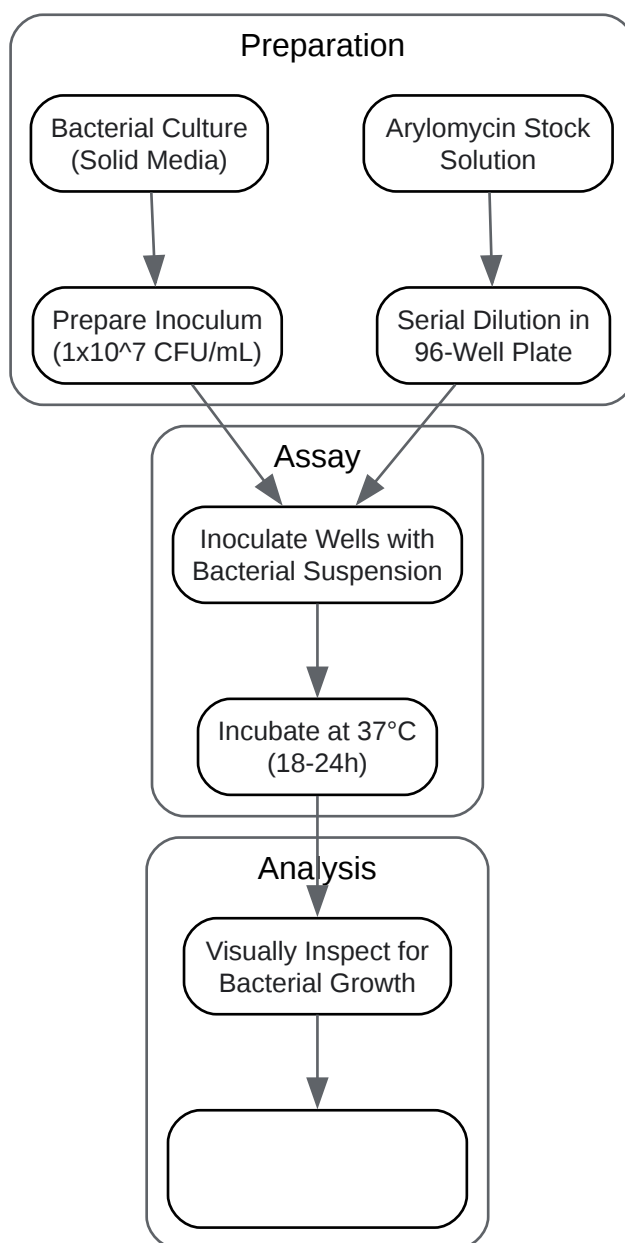 Preparation
Bacterial Culture
(Solid Media)
Arylomycin Stock
Solution
Prepare Inoculum
(1x10^7 CFU/mL)
Serial Dilution in
96-Well Plate
Assay
Inoculate Wells with
Bacterial Suspension
Incubate at 37°C
(18-24h)
Analysis
Visually Inspect for
Bacterial Growth